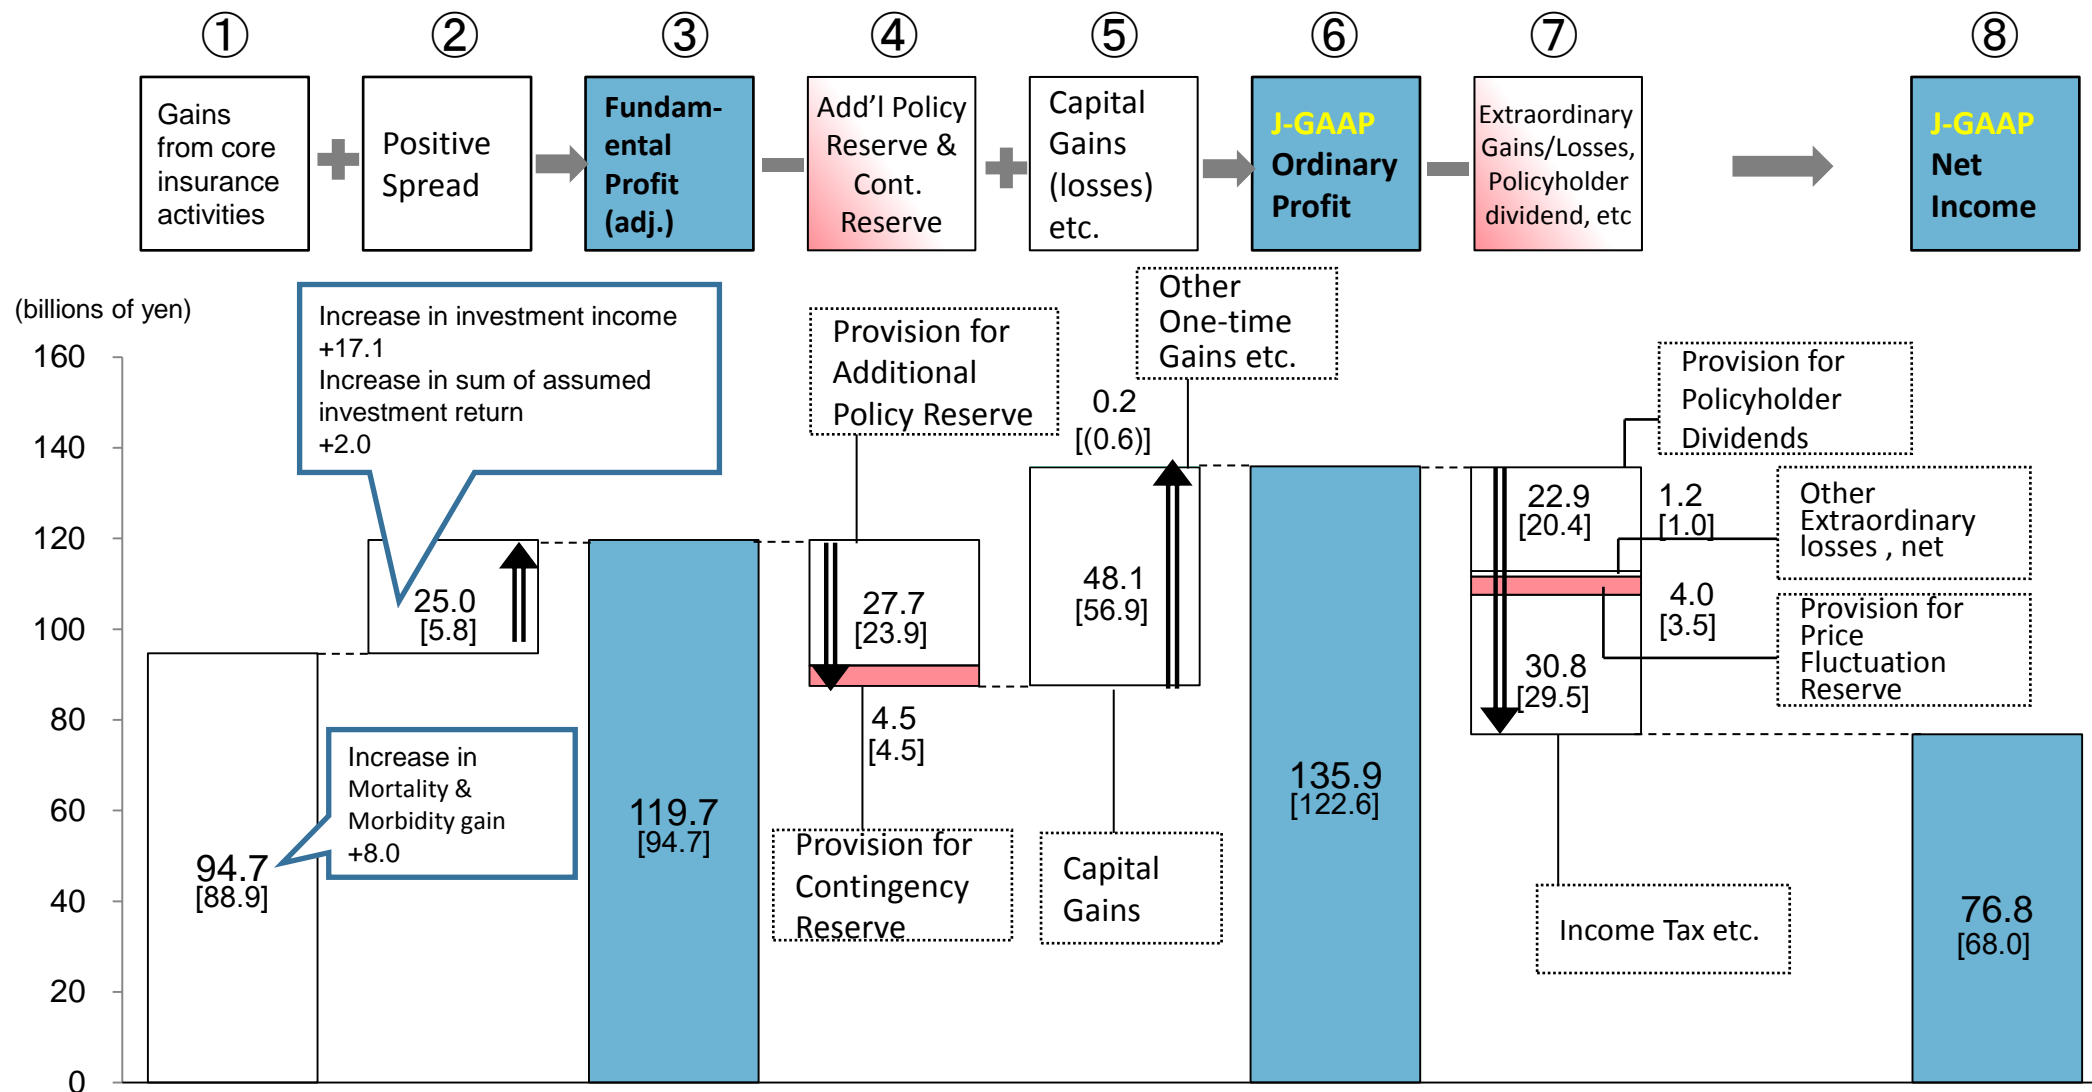 ①
②
③
④
⑤
⑥
⑦
⑧
Gains
from core
insurance
activities
Positive
Spread
Fundam-
ental
Profit
(adj.)
Add'l Policy
Reserve &
Cont.
Reserve
Capital
Gains
(losses)
etc.
J-GAAP
Ordinary
Profit
Extraordinary
Gains/Losses,
Policyholder
dividend, etc
J-GAAP
Net
Income
(billions of yen)
160
140
120
100
80
60
40
20
0
Increase in investment income
+17.1
Increase in sum of assumed
investment return
+2.0
Increase in
Mortality &
Morbidity gain
+8.0
94.7
[88.9]
25.0
[5.8]
119.7
[94.7]
Provision for
Additional
Policy Reserve
27.7
[23.9]
4.5
[4.5]
Provision for
Contingency
Reserve
Other
One-time
Gains etc.
0.2
[(0.6)]
48.1
[56.9]
Capital
Gains
135.9
[122.6]
Provision for
Policyholder
Dividends
22.9
[20.4]
1.2
[1.0]
Other
Extraordinary
losses , net
4.0
[3.5]
Provision for
Price
Fluctuation
Reserve
30.8
[29.5]
Income Tax etc.
76.8
[68.0]